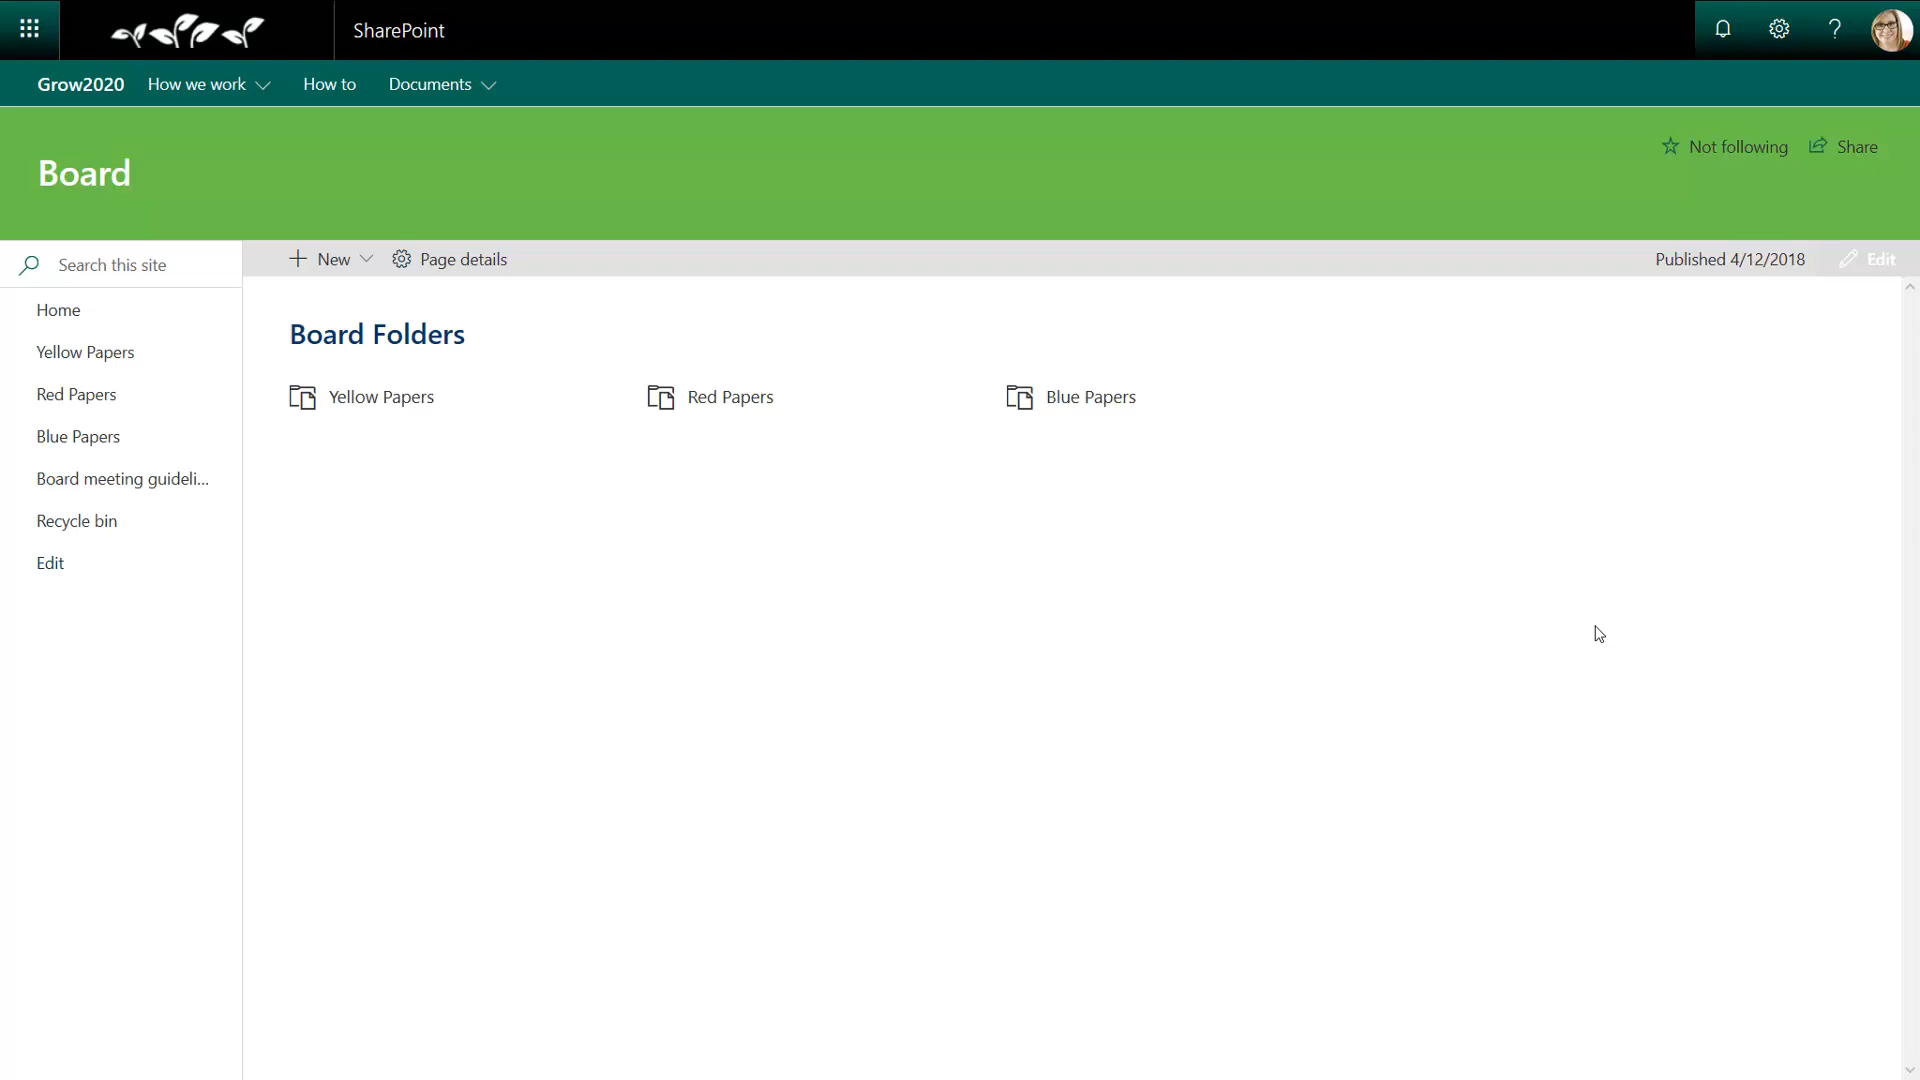 SharePoint
Grow2020 How we work How to Documents
Not following Share
Board
Search this site
New Page details Published 4/12/2018 Edit
Home
Yellow Papers
Red Papers
Blue Papers
Board meeting guideli...
Recycle bin
Edit
Board Folders
Yellow Papers Red Papers Blue Papers